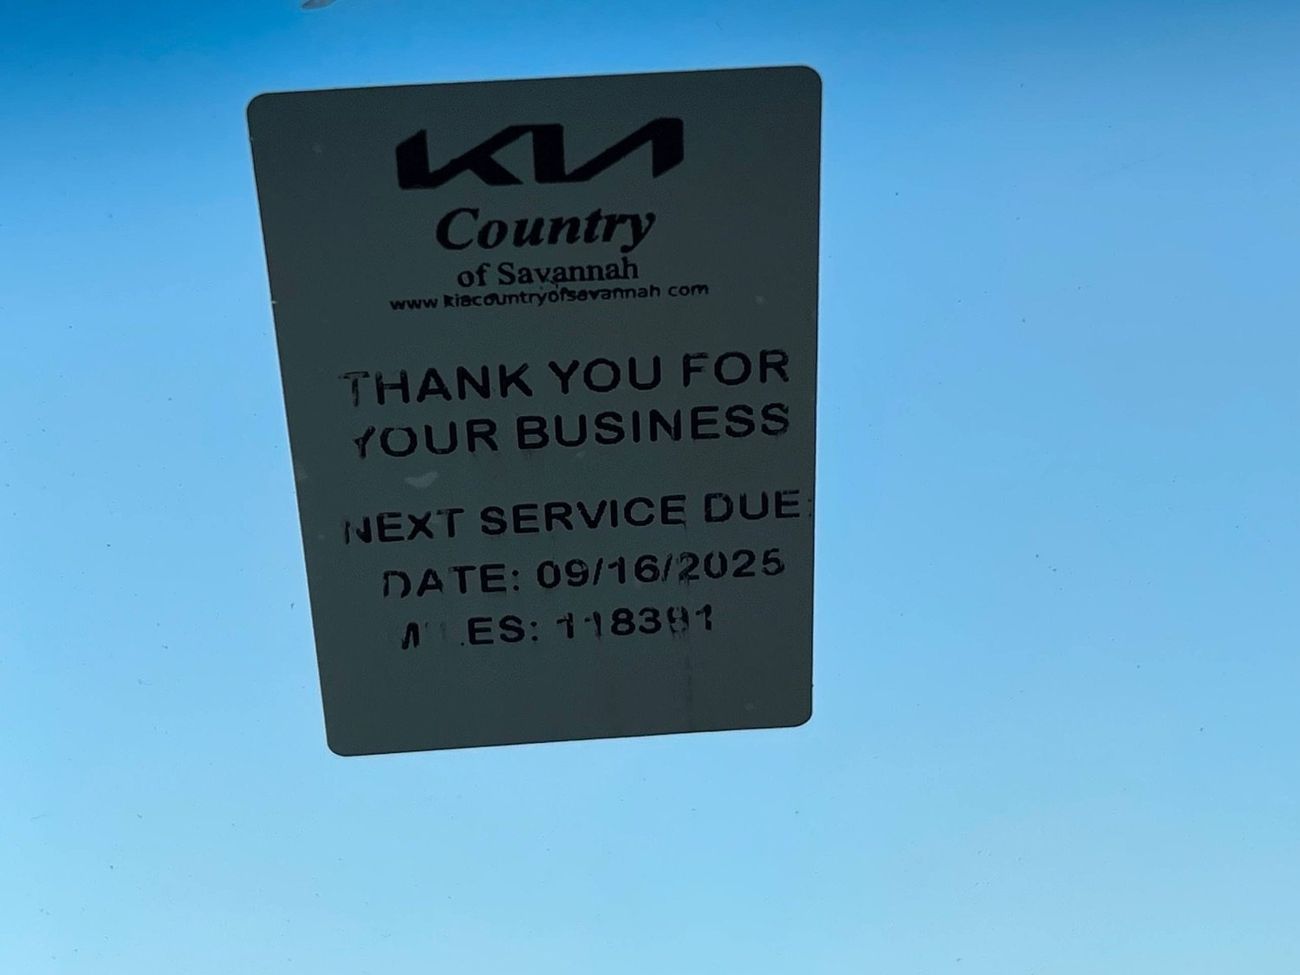 KIA
Country
of Savannah
www.kiacountryofsavannah.com
THANK YOU FOR
YOUR BUSINESS
NEXT SERVICE DUE:
DATE: 09/16/2025
MILES: